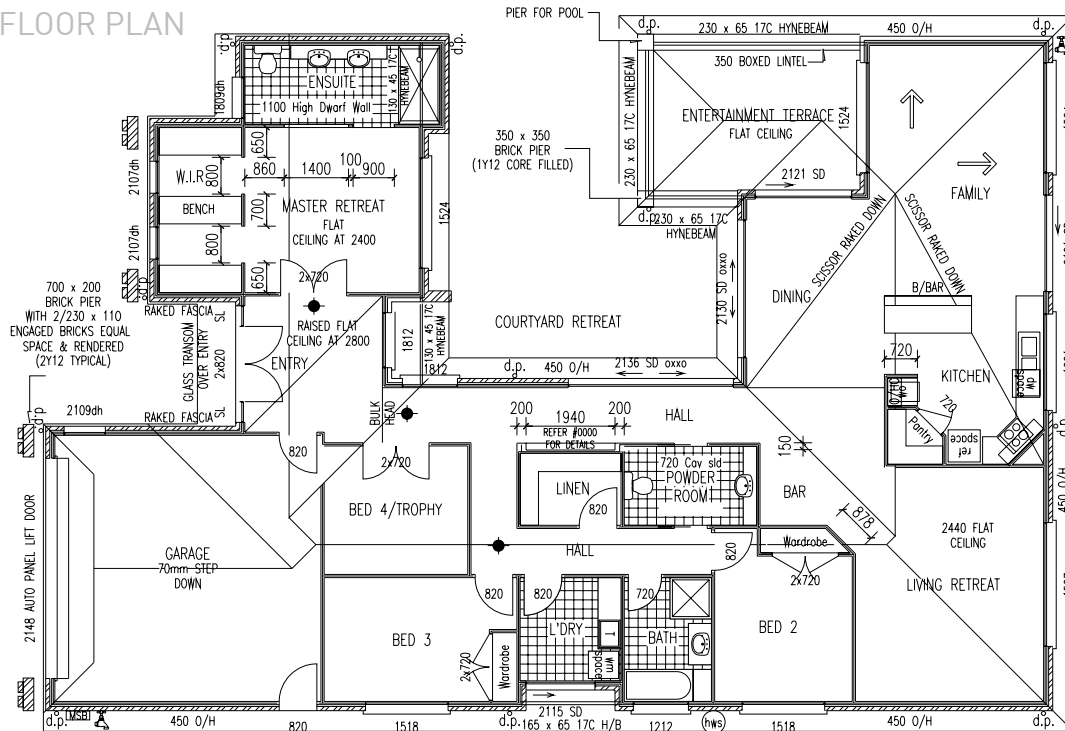 FLOOR PLAN
PIER FOR POOL
d.p.
230 x 65 17C HYNEBEAM
450 O/H
d.p.
d.p.
d.p.
350 BOXED LINTEL
230 x 65 17C HYNEBEAM
ENSUITE
1100 High Dwarf Wall
130 x 45 17C
HYNEBEAM
1809dh
ENTERTAINMENT TERRACE
FLAT CEILING
1524
350 x 350
BRICK PIER
(1Y12 CORE FILLED)
230 x 65 17C
2121 SD
FAMILY
650
100
860
1400
900
2107dh
W.I.R
800
BENCH
700
MASTER RETREAT
FLAT
CEILING AT 2400
1524
d.p.
230 x 65 17C
HYNEBEAM
SCISSOR RAKED DOWN
SCISSOR RAKED DOWN
2107dh
800
650
2x720
d.p
700 x 200
BRICK PIER
WITH 2/230 x 110
ENGAGED BRICKS EQUAL
SPACE & RENDERED
(2Y12 TYPICAL)
RAKED FASCIA
SL
GLASS TRANSOM
OVER ENTRY
2x820
SL
RAKED FASCIA
RAISED FLAT
CEILING AT 2800
ENTRY
1812
130 x 45 17C
HYNEBEAM
1812
COURTYARD RETREAT
2130 SD oxxo
DINING
B/BAR
d.p.
450 O/H
2136 SD oxxo
720
KITCHEN
dw
space
720
Pantry
ref
space
d.p.
d.p
2109dh
BULK
HEAD
200
1940
200
REFER #0000
FOR DETAILS
HALL
150
820
2x720
BED 4/TROPHY
LINEN
820
720 Cav sld
POWDER
ROOM
BAR
878
450 O/H
2440 FLAT
CEILING
LIVING RETREAT
2148 AUTO PANEL LIFT DOOR
GARAGE
70mm STEP
DOWN
HALL
820
Wardrobe
2x720
820
820
720
BED 3
2x720
Wardrobe
L'DRY
T
wm
space
BATH
BED 2
MSB
d.p.
450 O/H
820
1518
d.p.
2115 SD
165 x 65 17C H/B
1212
hws
1518
450 O/H
d.p.